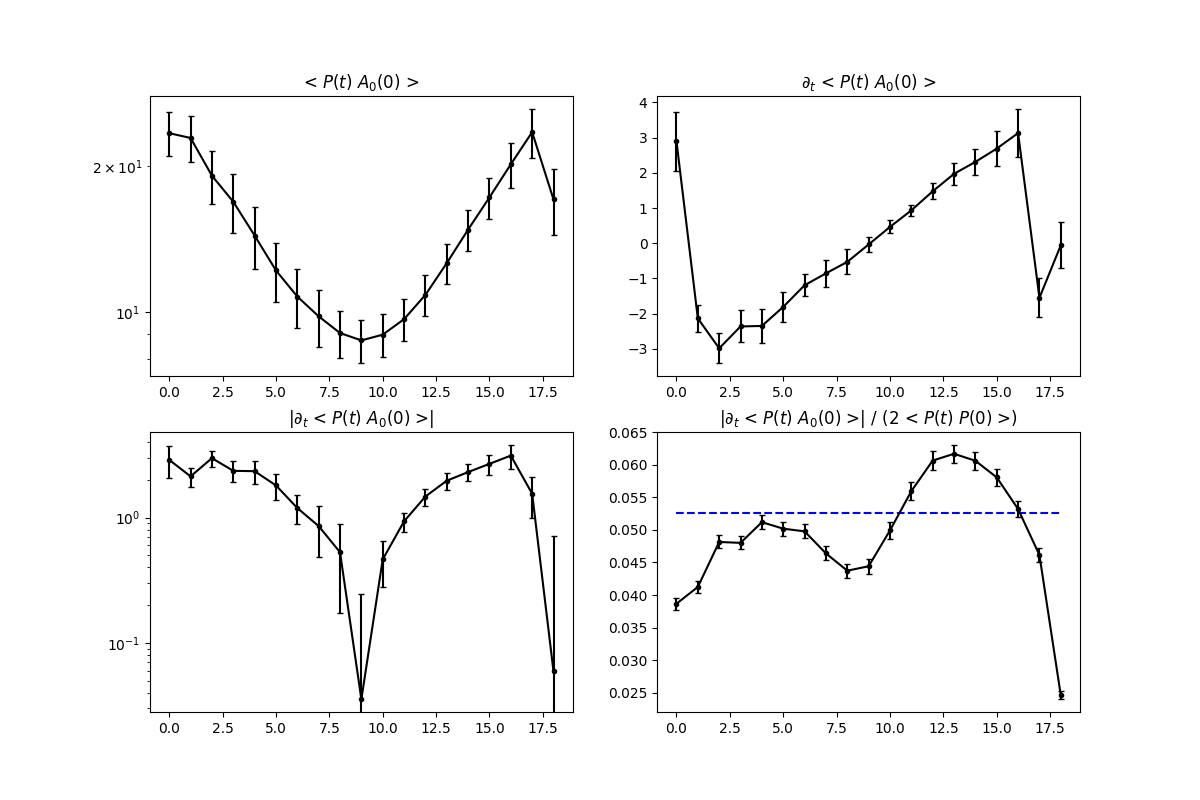 < P(t) A₀(0) >
2 × 10¹
10¹
0.0 2.5 5.0 7.5 10.0 12.5 15.0 17.5
∂ₜ < P(t) A₀(0) >
4
3
2
1
0
−1
−2
−3
0.0 2.5 5.0 7.5 10.0 12.5 15.0 17.5
|∂ₜ < P(t) A₀(0) >|
10⁰
10⁻¹
0.0 2.5 5.0 7.5 10.0 12.5 15.0 17.5
|∂ₜ < P(t) A₀(0) >| / (2 < P(t) P(0) >)
0.065
0.060
0.055
0.050
0.045
0.040
0.035
0.030
0.025
0.0 2.5 5.0 7.5 10.0 12.5 15.0 17.5